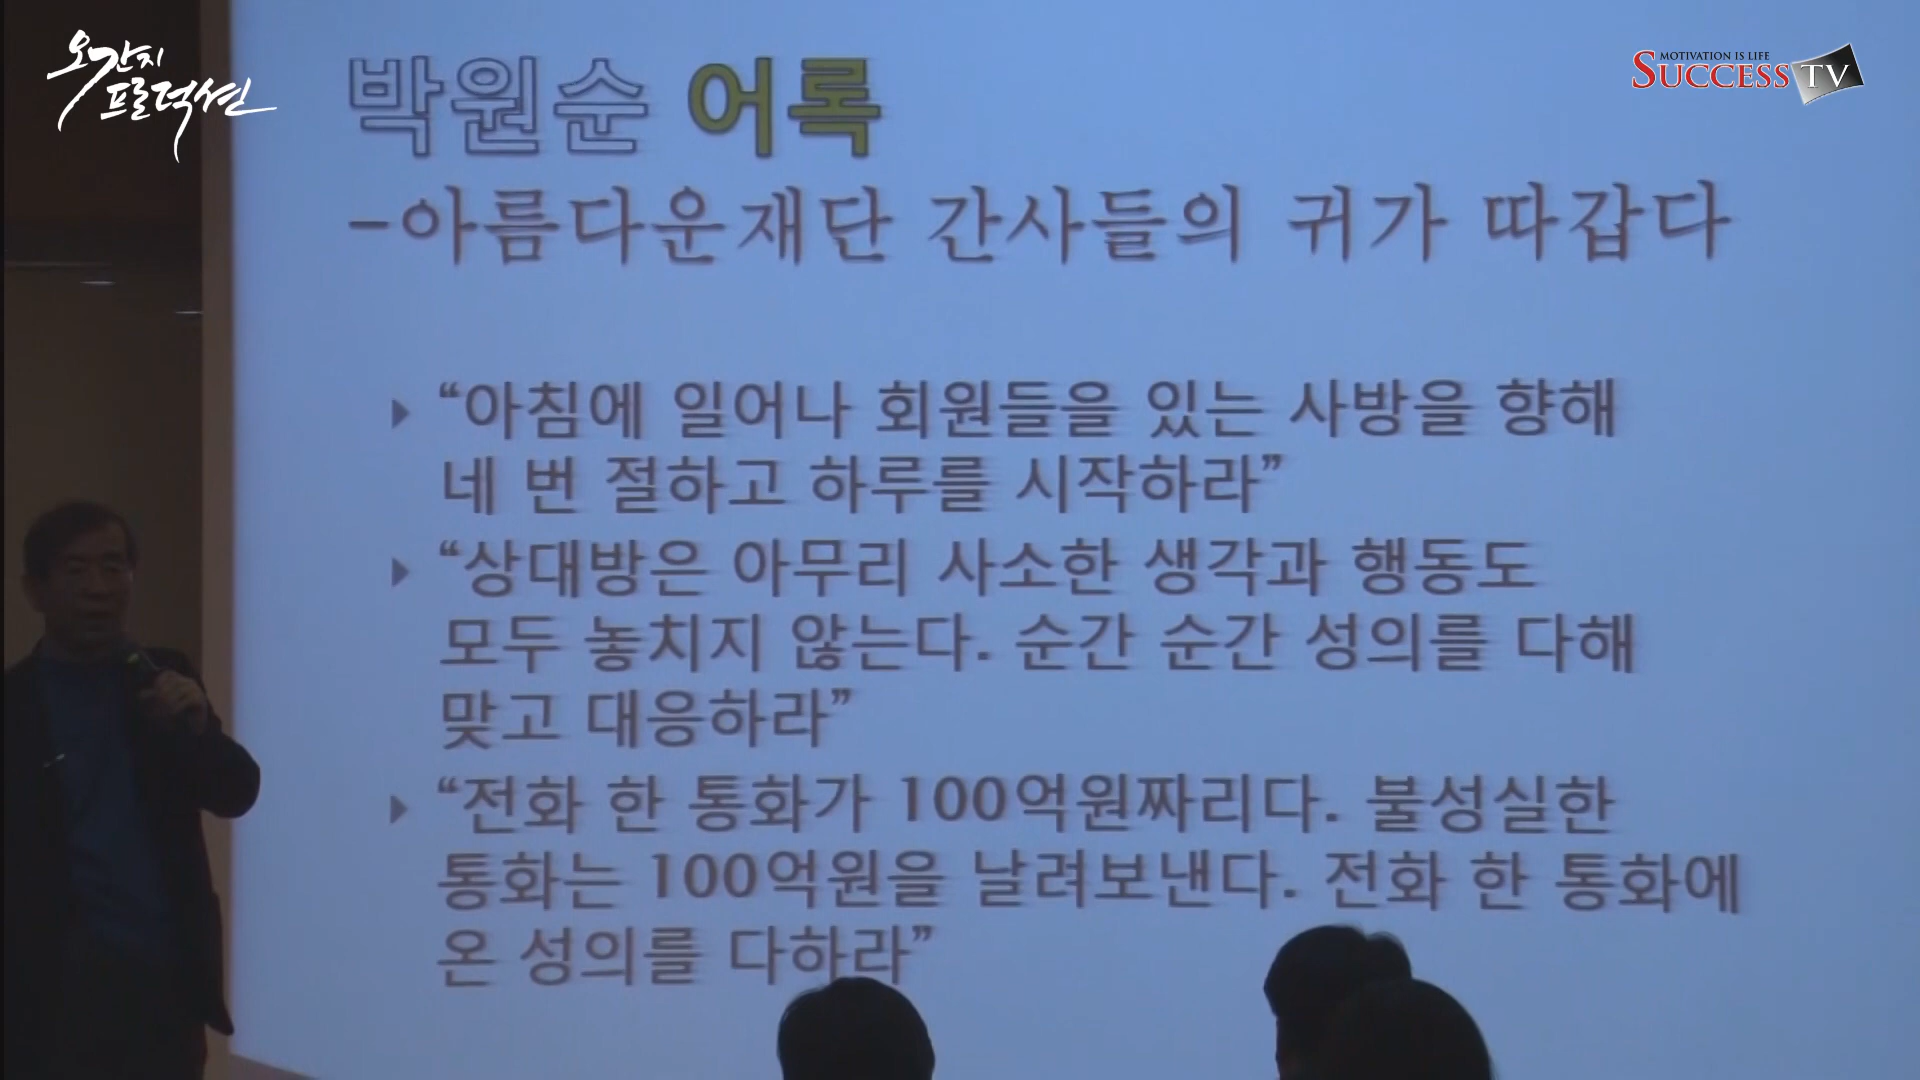 오간지
프로덕션
MOTIVATION IS LIFE
SUCCESS TV
박원순 어록
-아름다운재단 간사들의 귀가 따갑다
“아침에 일어나 회원들을 있는 사방을 향해
네 번 절하고 하루를 시작하라”
“상대방은 아무리 사소한 생각과 행동도
모두 놓치지 않는다. 순간 순간 성의를 다해
맞고 대응하라”
“전화 한 통화가 100억원짜리다. 불성실한
통화는 100억원을 날려보낸다. 전화 한 통화에
온 성의를 다하라”